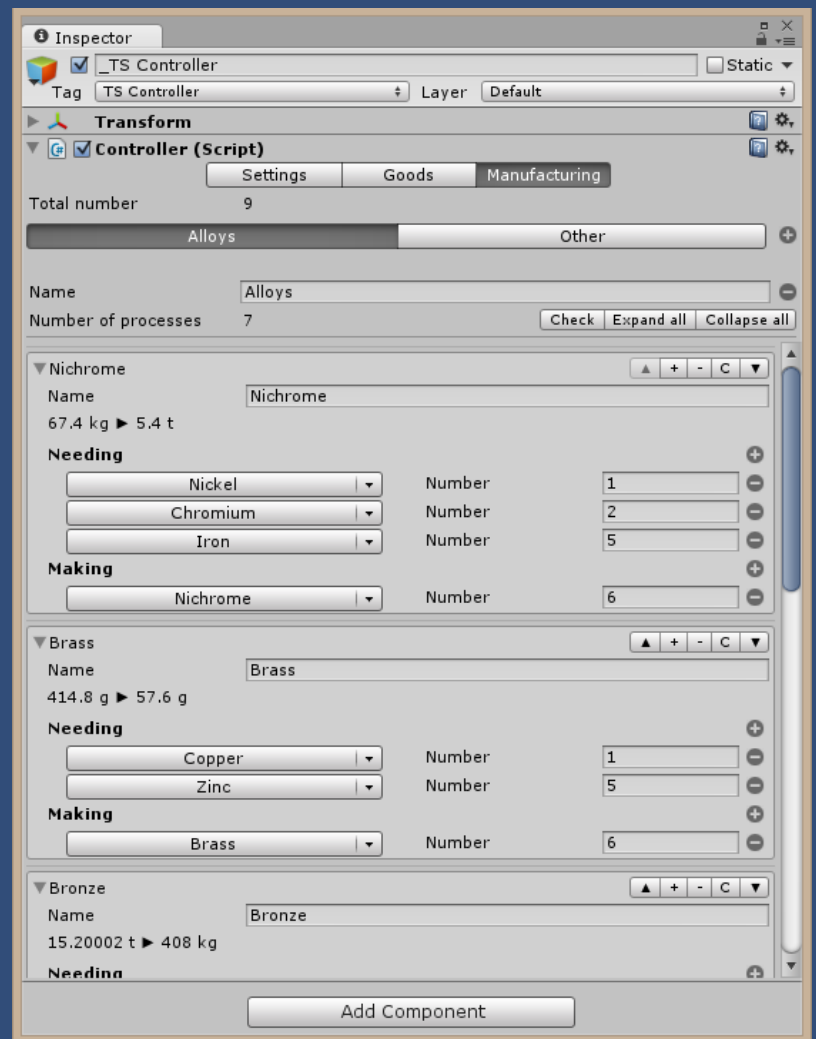 Inspector
_TS Controller Static
Tag TS Controller Layer Default
Transform
Controller (Script)
Settings Goods Manufacturing
Total number 9
Alloys Other
Name Alloys
Number of processes 7 Check Expand all Collapse all
Nichrome + - C
Name Nichrome
67.4 kg ► 5.4 t
Needing
Nickel Number 1
Chromium Number 2
Iron Number 5
Making
Nichrome Number 6
Brass + - C
Name Brass
414.8 g ► 57.6 g
Needing
Copper Number 1
Zinc Number 5
Making
Brass Number 6
Bronze + - C
Name Bronze
15.20002 t ► 408 kg
Needing
Add Component